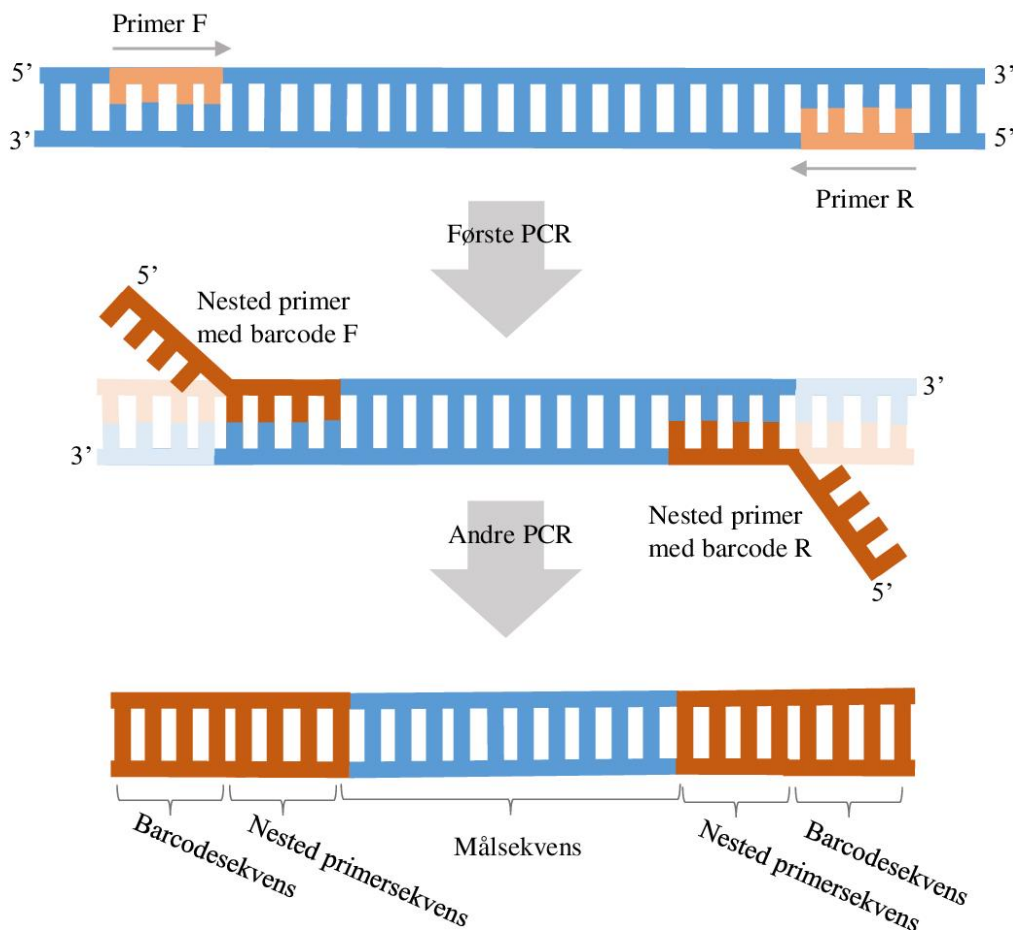 Primer F
5’
3’
3’
5’
Primer R
Første PCR
5’
Nested primer
med barcode F
3’
3’
Andre PCR
Nested primer
med barcode R
5’
Barcodesekvens
Nested primersekvens
Målsekvens
Nested primersekvens
Barcodesekvens